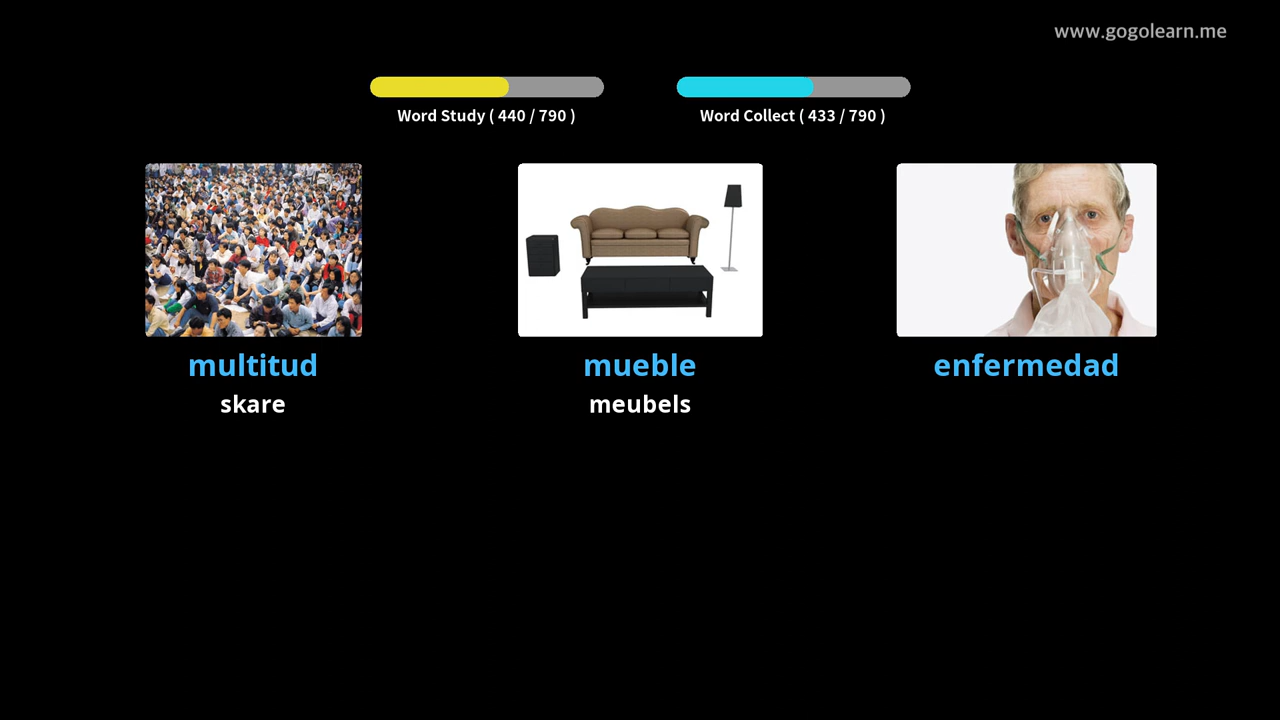 www.gogolearn.me
Word Study ( 440 / 790 )
Word Collect ( 433 / 790 )
multitud
mueble
enfermedad
skare
meubels